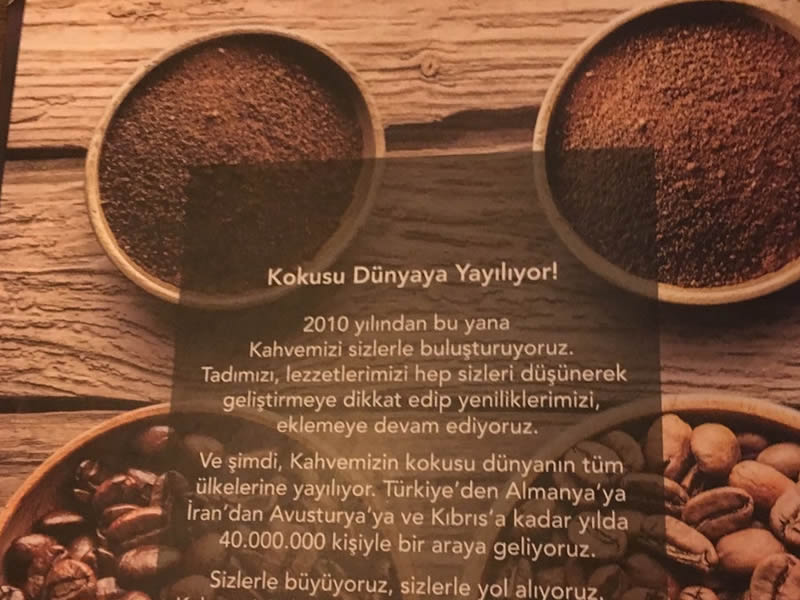 Kokusu Dünyaya Yayılıyor!
2010 yılından bu yana
Kahvemizi sizlerle buluşturuyoruz.
Tadımızı, lezzetlerimizi hep sizleri düşünerek
geliştirmeye dikkat edip yeniliklerimizi,
eklemeye devam ediyoruz.
Ve şimdi, Kahvemizin kokusu dünyanın tüm
ülkelerine yayılıyor. Türkiye'den Almanya'ya
İran'dan Avusturya'ya ve Kıbrıs'a kadar yılda
40.000.000 kişiyle bir araya geliyoruz.
Sizlerle büyüyoruz, sizlerle yol alıyoruz,